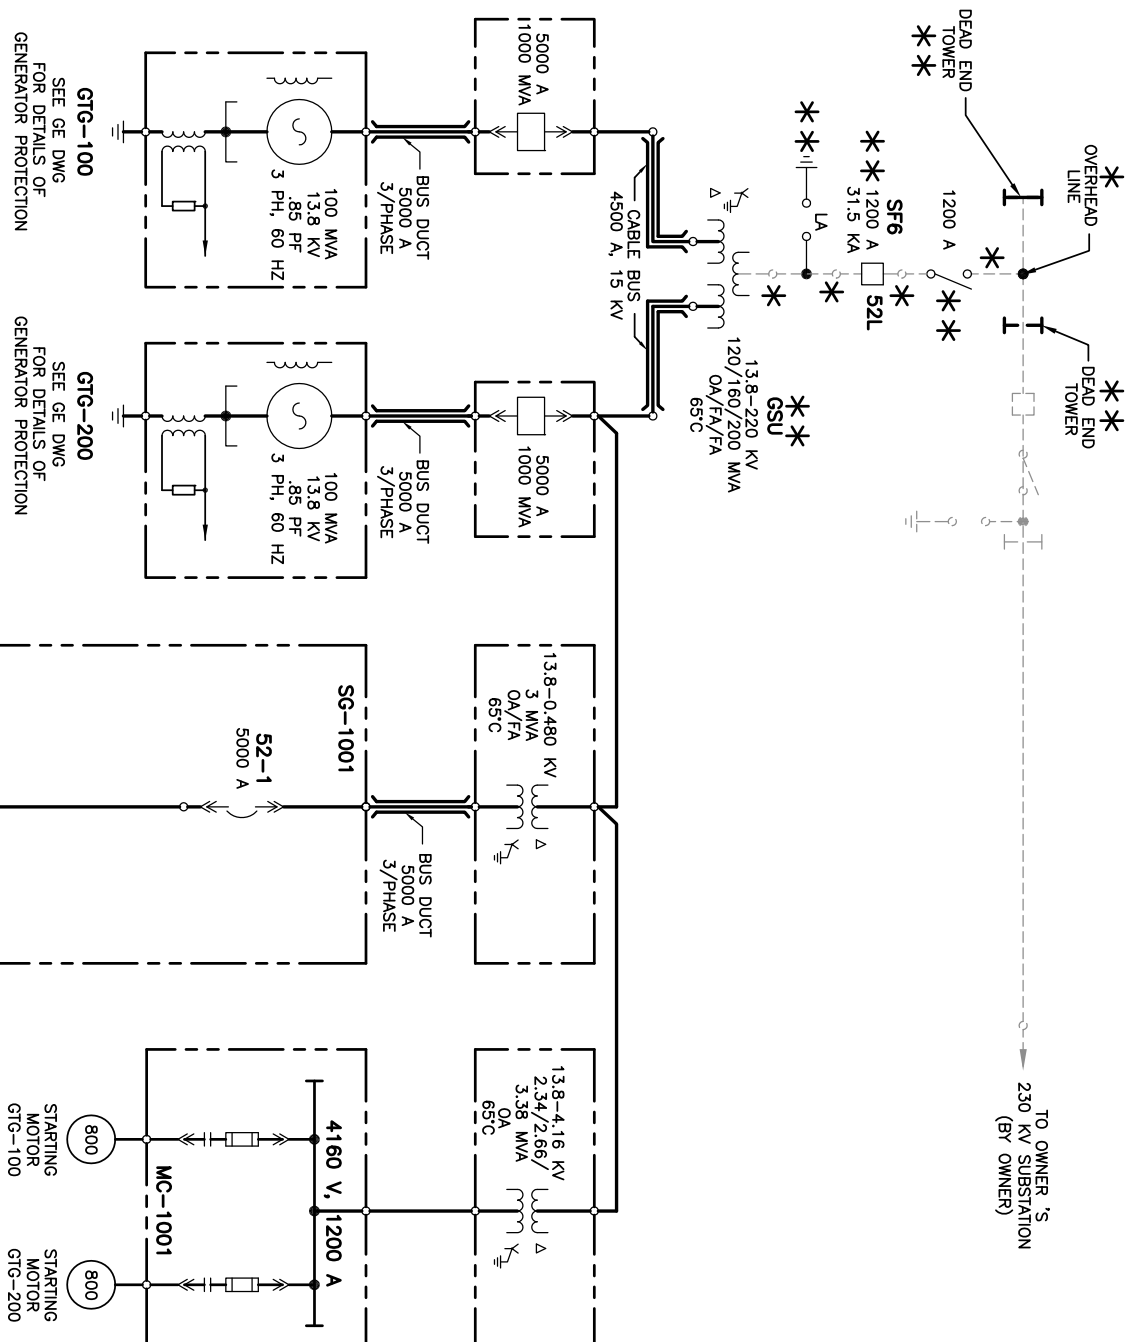 *
OVERHEAD
LINE
* *
DEAD END
TOWER
TO OWNER 'S
230 KV SUBSTATION
(BY OWNER)
DEAD END
TOWER
* *
1200 A
*
* *
SF6
* * 1200 A
31.5 KA
52L
*
*
* *
LA
*
* *
GSU
13.8-220 KV
120/160/200 MVA
OA/FA/FA
65°C
CABLE BUS
4500 A, 15 KV
5000 A
1000 MVA
5000 A
1000 MVA
13.8-0.480 KV
3 MVA
OA/FA
65°C
13.8-4.16 KV
2.34/2.66/
3.38 MVA
OA
65°C
BUS DUCT
5000 A
3/PHASE
BUS DUCT
5000 A
3/PHASE
BUS DUCT
5000 A
3/PHASE
100 MVA
13.8 KV
.85 PF
3 PH, 60 HZ
100 MVA
13.8 KV
.85 PF
3 PH, 60 HZ
SG-1001
52-1
5000 A
4160 V, 1200 A
MC-1001
800
800
GTG-100
SEE GE DWG
FOR DETAILS OF
GENERATOR PROTECTION
GTG-200
SEE GE DWG
FOR DETAILS OF
GENERATOR PROTECTION
STARTING
MOTOR
GTG-100
STARTING
MOTOR
GTG-200